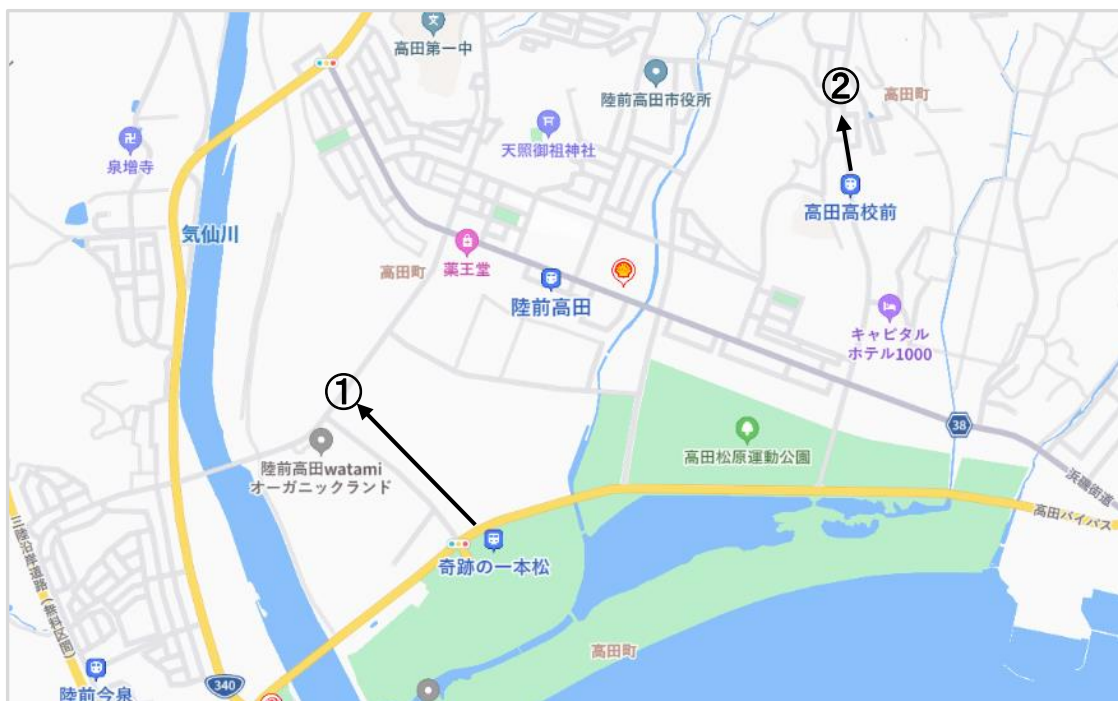 高田第一中
陸前高田市役所
②
高田町
泉増寺
天照御祖神社
高田高校前
気仙川
高田町
薬王堂
陸前高田
キャピタル
ホテル1000
①
38
陸前高田watami
オーガニックランド
高田松原運動公園
浜磯街道
高田バイパス
奇跡の一本松
三陸沿岸道路(無料区間)
高田町
340
陸前今泉